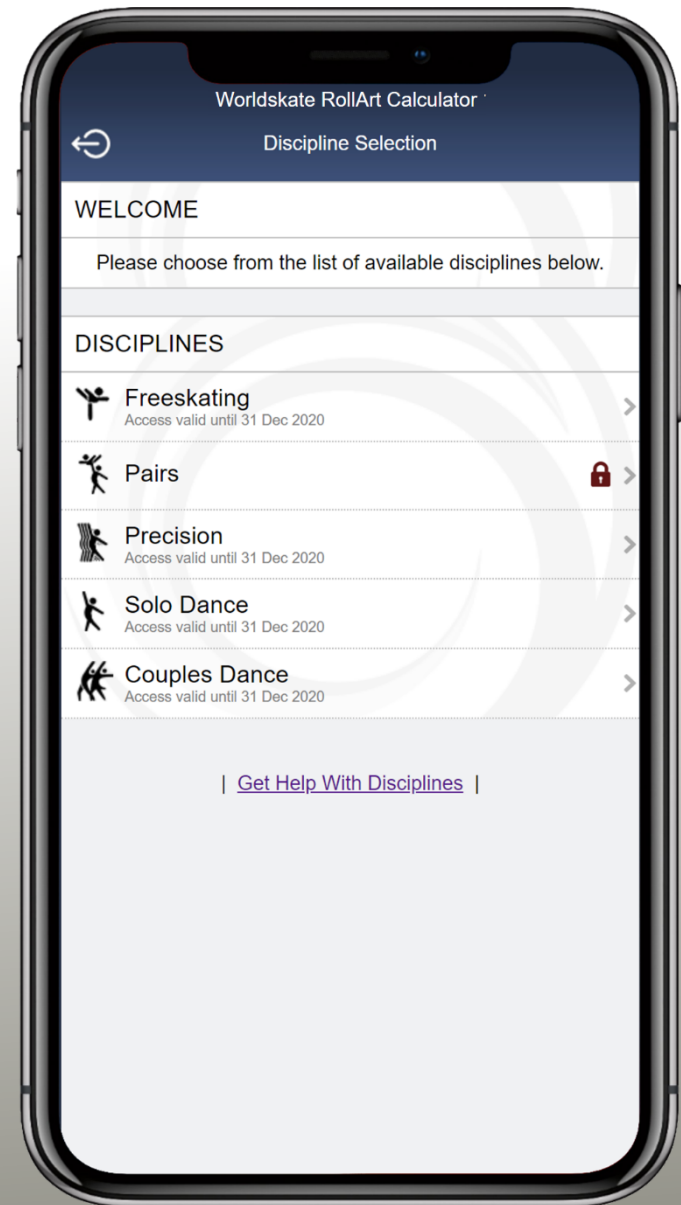 Worldskate RollArt Calculator
Discipline Selection
WELCOME
Please choose from the list of available disciplines below.
DISCIPLINES
Freeskating
Access valid until 31 Dec 2020
Pairs
Precision
Access valid until 31 Dec 2020
Solo Dance
Access valid until 31 Dec 2020
Couples Dance
Access valid until 31 Dec 2020
| Get Help With Disciplines |